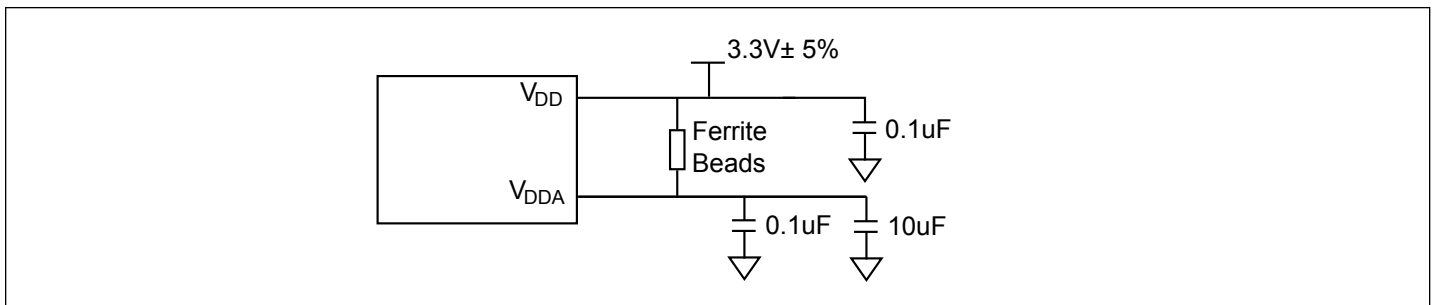 3.3V± 5%
VDD
Ferrite
Beads
0.1uF
VDDA
0.1uF
10uF